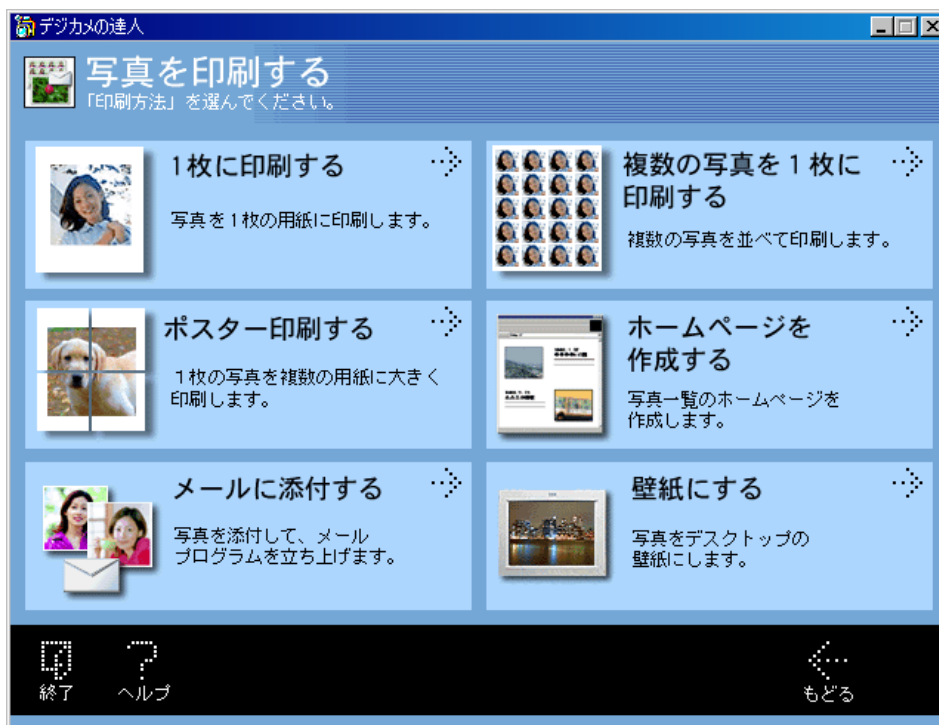 デジカメの達人
写真を印刷する
「印刷方法」を選んでください。
1枚に印刷する
写真を1枚の用紙に印刷します。
複数の写真を1枚に
印刷する
複数の写真を並べて印刷します。
ポスター印刷する
1枚の写真を複数の用紙に大きく
印刷します。
ホームページを
作成する
写真一覧のホームページを
作成します。
メールに添付する
写真を添付して、メール
プログラムを立ち上げます。
壁紙にする
写真をデスクトップの
壁紙にします。
終了
ヘルプ
もどる